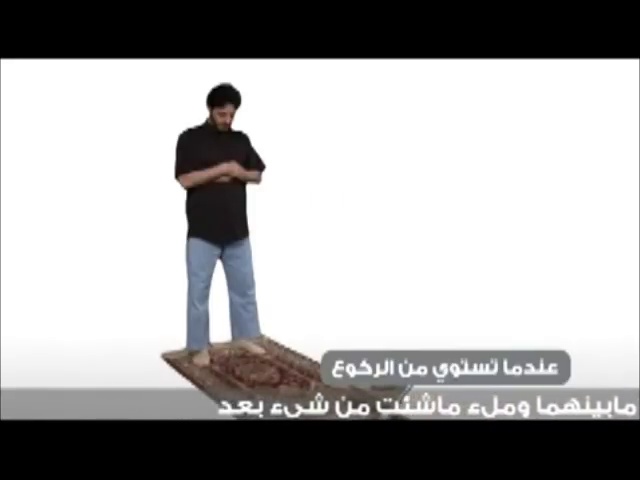 عندما تستوي من الركوع
مابينهما وملء ماشئت من شيء بعد